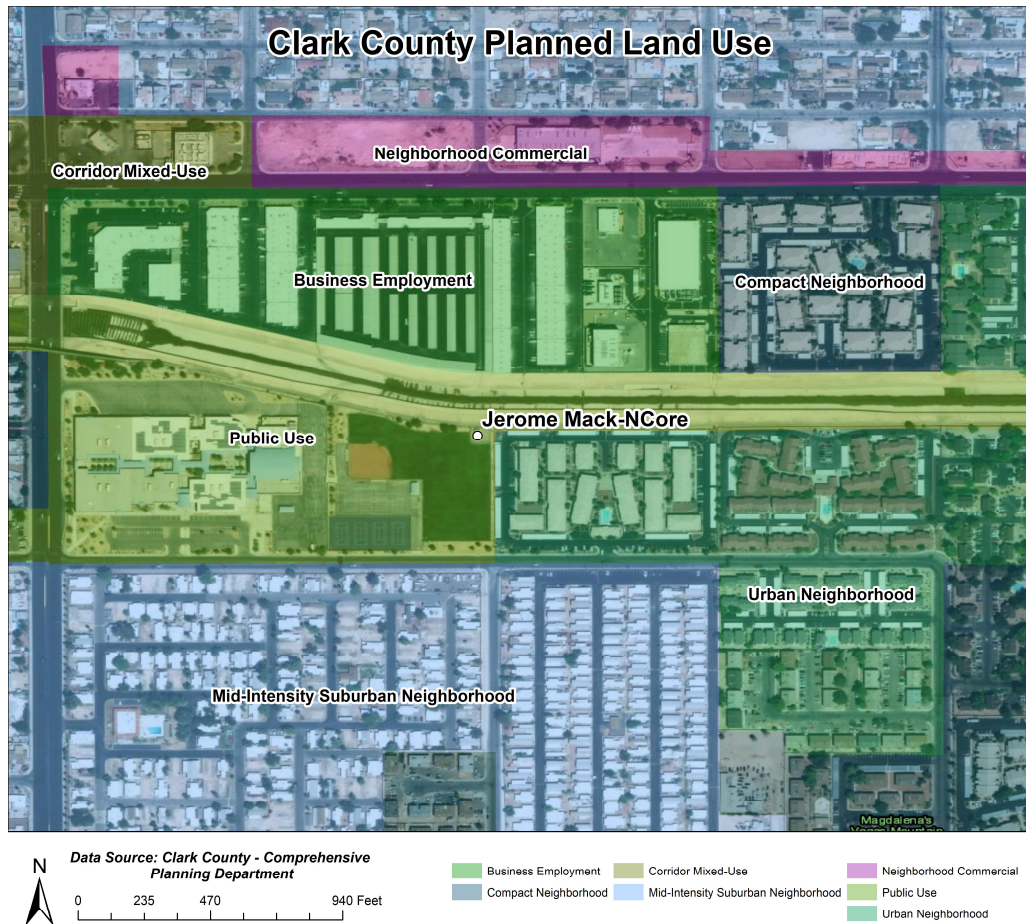 Clark County Planned Land Use
Neighborhood Commercial
Corridor Mixed-Use
Business Employment
Compact Neighborhood
Jerome Mack-NCore
Public Use
Urban Neighborhood
Mid-Intensity Suburban Neighborhood
Magdalena's
Vegas Mountain
N
Data Source: Clark County - Comprehensive
Planning Department
0 235 470 940 Feet
Business Employment
Compact Neighborhood
Corridor Mixed-Use
Mid-Intensity Suburban Neighborhood
Neighborhood Commercial
Public Use
Urban Neighborhood